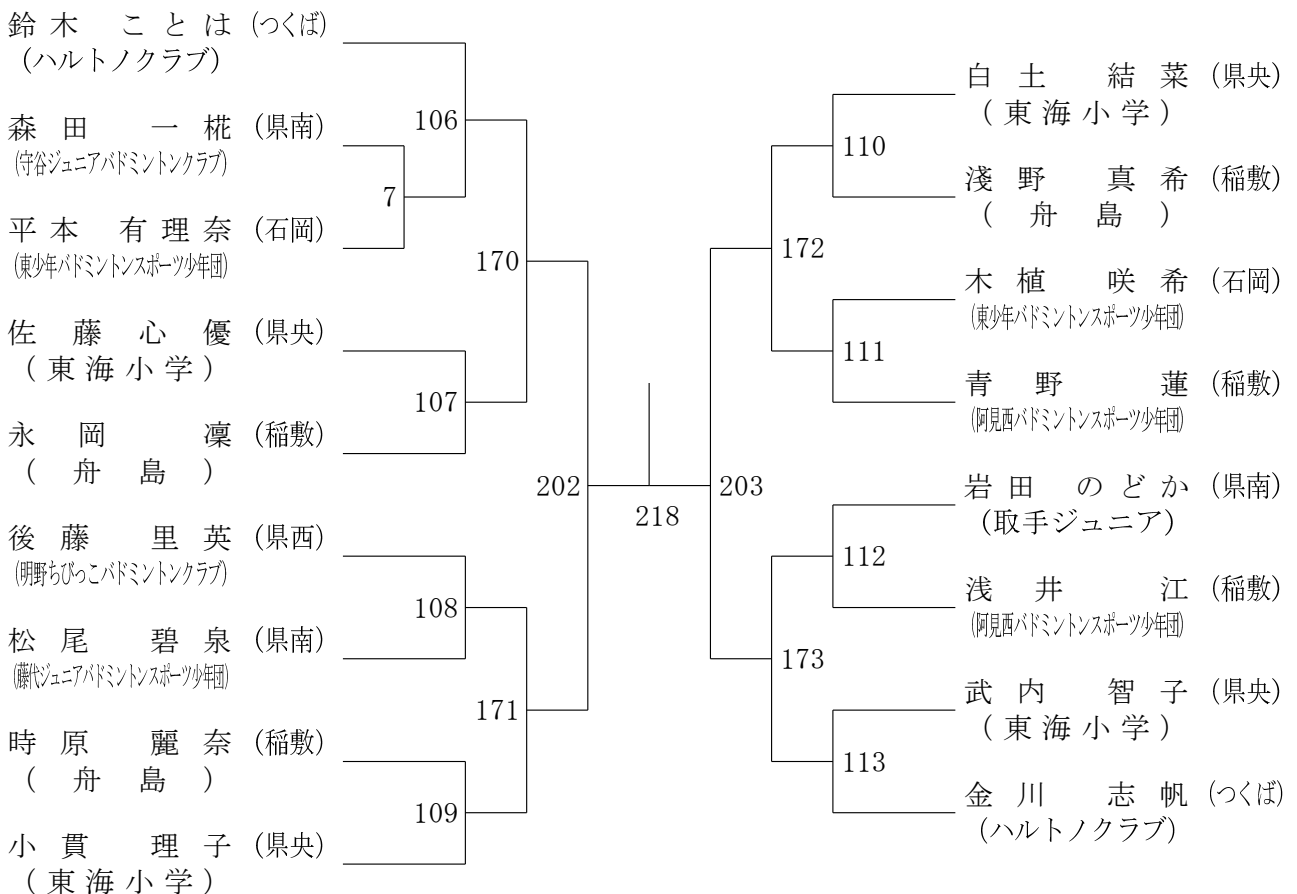 鈴木 ことは (つくば)
(ハルトノクラブ)
森田 一椛 (県南)
(守谷ジュニアバドミントンクラブ)
平本 有理奈 (石岡)
(東少年バドミントンスポーツ少年団)
佐藤 心優 (県央)
(東海小学)
永岡 凜 (稲敷)
(舟島)
後藤 里英 (県西)
(明野ちびっこバドミントンクラブ)
松尾 碧泉 (県南)
(藤代ジュニアバドミントンスポーツ少年団)
時原 麗奈 (稲敷)
(舟島)
小貫 理子 (県央)
(東海小学)
106
7
170
107
202
108
171
109
218
203
172
110
111
112
173
113
白土 結菜 (県央)
(東海小学)
淺野 真希 (稲敷)
(舟島)
木植 咲希 (石岡)
(東少年バドミントンスポーツ少年団)
青野 蓮 (稲敷)
(阿見西バドミントンスポーツ少年団)
岩田 のどか (県南)
(取手ジュニア)
浅井 江 (稲敷)
(阿見西バドミントンスポーツ少年団)
武内 智子 (県央)
(東海小学)
金川 志帆 (つくば)
(ハルトノクラブ)